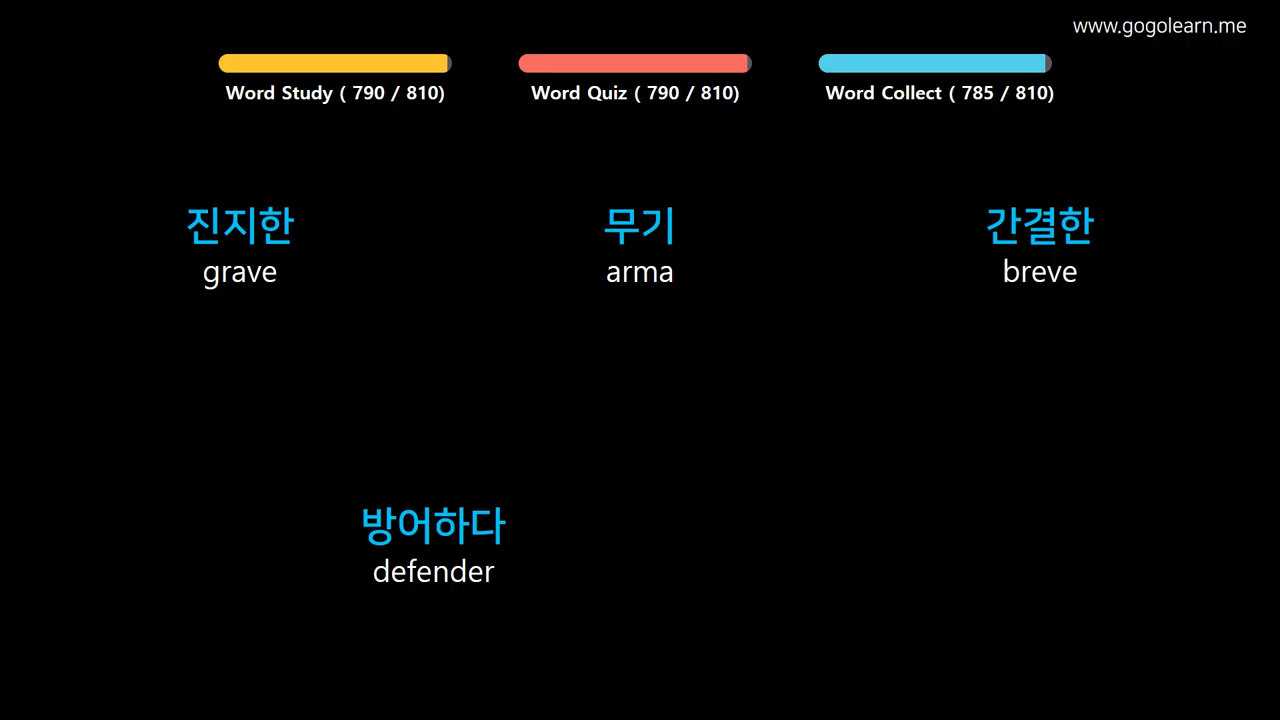 www.gogolearn.me
Word Study ( 790 / 810)
Word Quiz ( 790 / 810)
Word Collect ( 785 / 810)
진지한
grave
무기
arma
간결한
breve
방어하다
defender